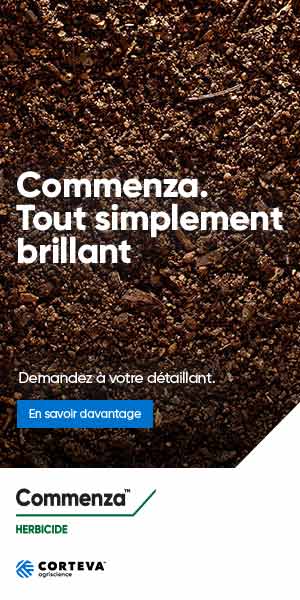 Commenza.
Tout simplement
brillant
Demandez à votre détaillant.
En savoir davantage
Commenza™
HERBICIDE
CORTEVA™
agriscience